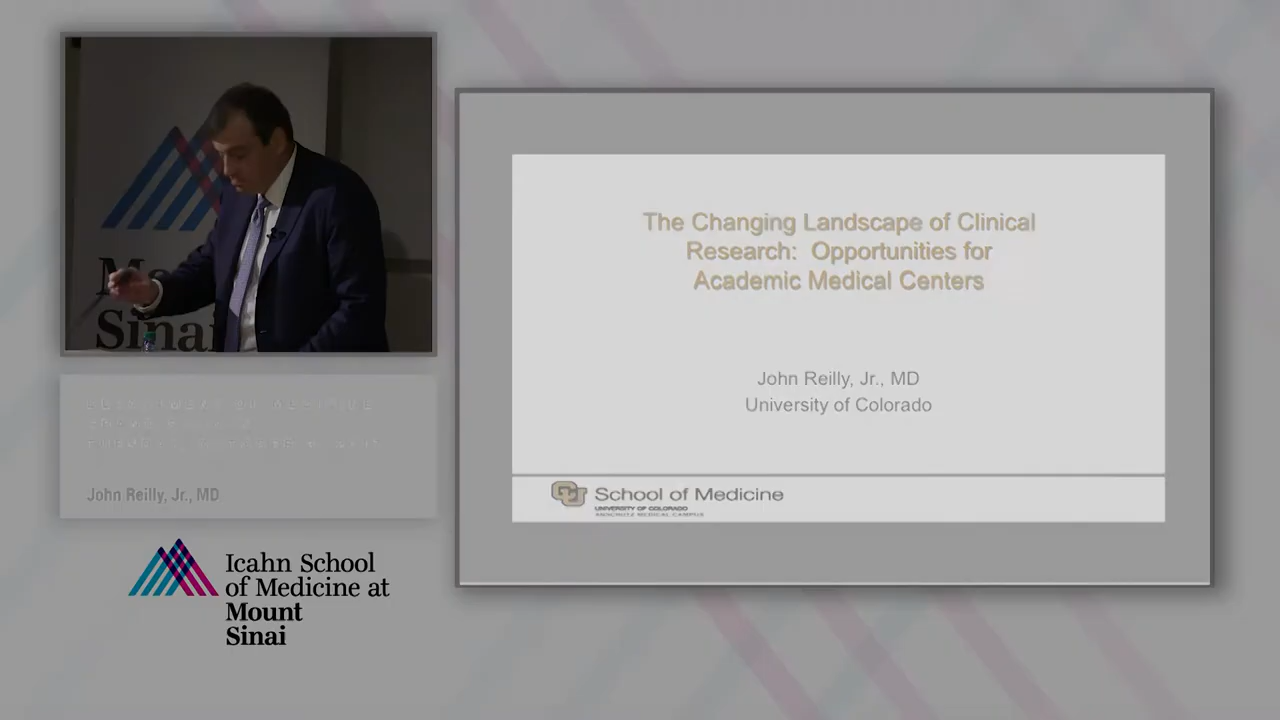 Mo
Sinai
John Reilly, Jr., MD
Icahn School
of Medicine at
Mount
Sinai
The Changing Landscape of Clinical
Research: Opportunities for
Academic Medical Centers
John Reilly, Jr., MD
University of Colorado
School of Medicine
UNIVERSITY OF COLORADO
ANSCHUTZ MEDICAL CAMPUS